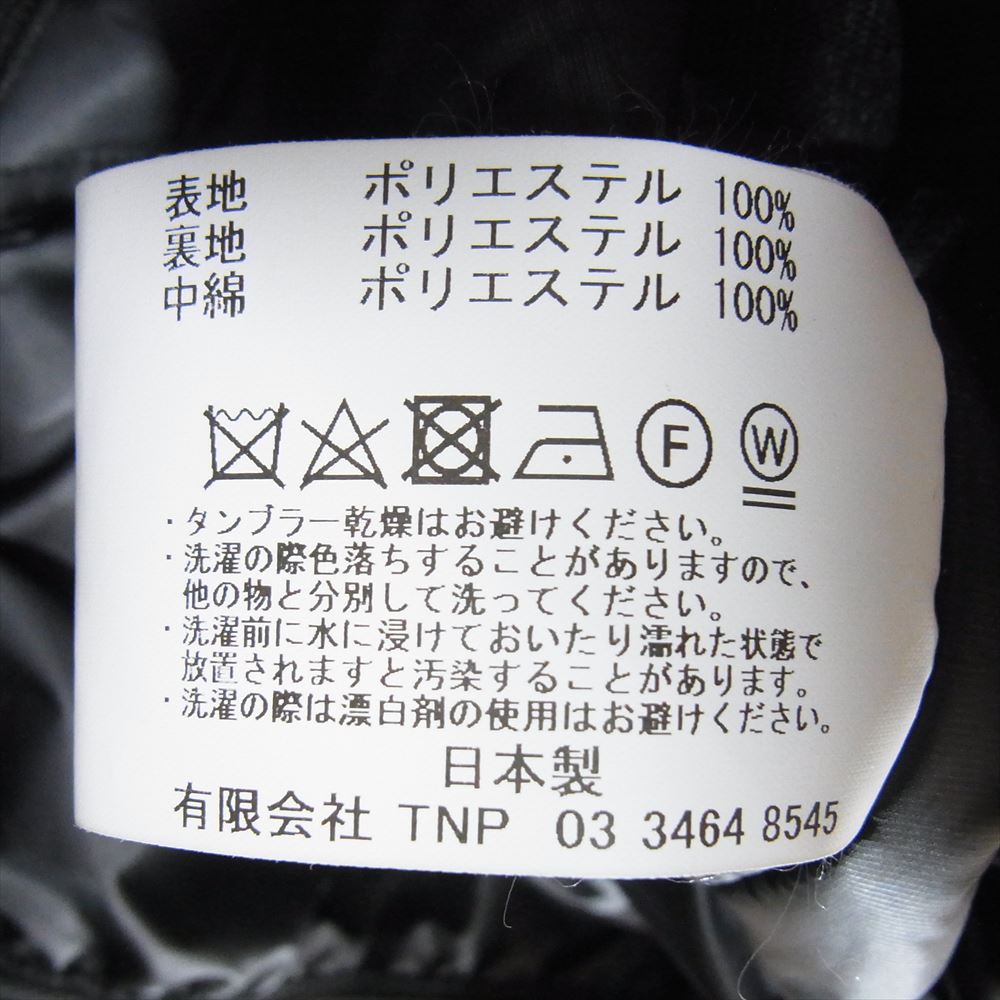 表地 ポリエステル 100%
裏地 ポリエステル 100%
中綿 ポリエステル 100%
F W
・タンブラー乾燥はお避けください。
・洗濯の際色落ちすることがありますので、
他の物と分別して洗ってください。
・洗濯前に水に浸けておいたり濡れた状態で
放置されますと汚染することがあります。
・洗濯の際は漂白剤の使用はお避けください。
日本製
有限会社 TNP 03 3464 8545